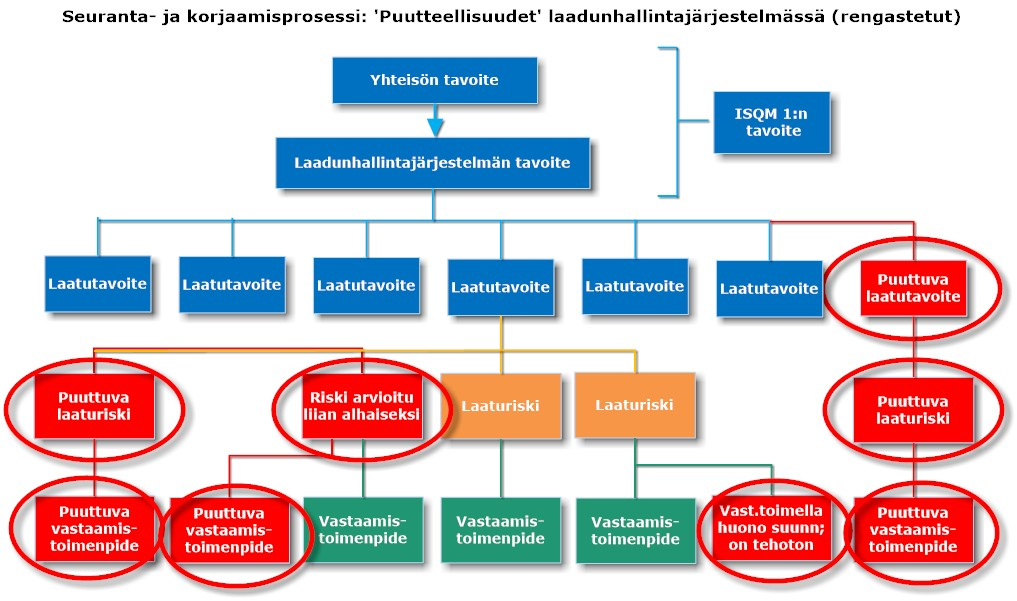 Seuranta- ja korjaamisprosessi: 'Puutteellisuudet' laadunhallintajärjestelmässä (rengastetut)
Yhteisön tavoite
ISQM 1:n
tavoite
Laadunhallintajärjestelmän tavoite
Laatutavoite
Laatutavoite
Laatutavoite
Laatutavoite
Laatutavoite
Laatutavoite
Puuttuva
laatutavoite
Puuttuva
laaturiski
Riski arvioitu
liian alhaiseksi
Laaturiski
Laaturiski
Puuttuva
laaturiski
Puuttuva
vastaamis-
toimenpide
Puuttuva
vastaamis-
toimenpide
Vastaamis-
toimenpide
Vastaamis-
toimenpide
Vastaamis-
toimenpide
Vast.toimella
huono suunn;
on tehoton
Puuttuva
vastaamis-
toimenpide